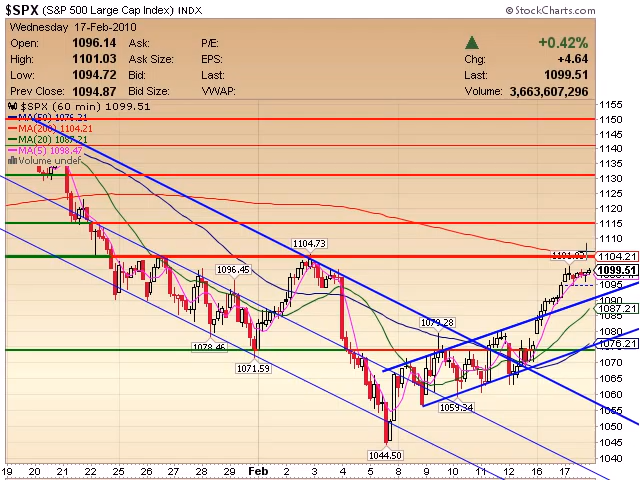 $SPX (S&P 500 Large Cap Index) INDX
© StockCharts.com
Wednesday 17-Feb-2010
Open: 1096.14 Ask: P/E: +0.42%
High: 1101.03 Ask Size: EPS: Chg: +4.64
Low: 1094.72 Bid: Last: Last: 1099.51
Prev Close: 1094.87 Bid Size: VWAP: Volume: 3,663,607,296
$SPX (60 min) 1099.51
MA(50) 1076.21
MA(200) 1104.21
MA(20) 1087.21
MA(5) 1098.47
Volume undef
1155
1150
1145
1140
1135
1130
1125
1120
1115
1110
1104.21
1099.51
1095
1090
1087.21
1085
1080
1076.21
1070
1065
1060
1055
1050
1045
1040
1104.73
1101.03
1096.45
1078.46
1071.59
1079.28
1059.34
1044.50
19 20 21 22 25 26 27 28 29 Feb 2 3 4 5 8 9 10 11 12 16 17